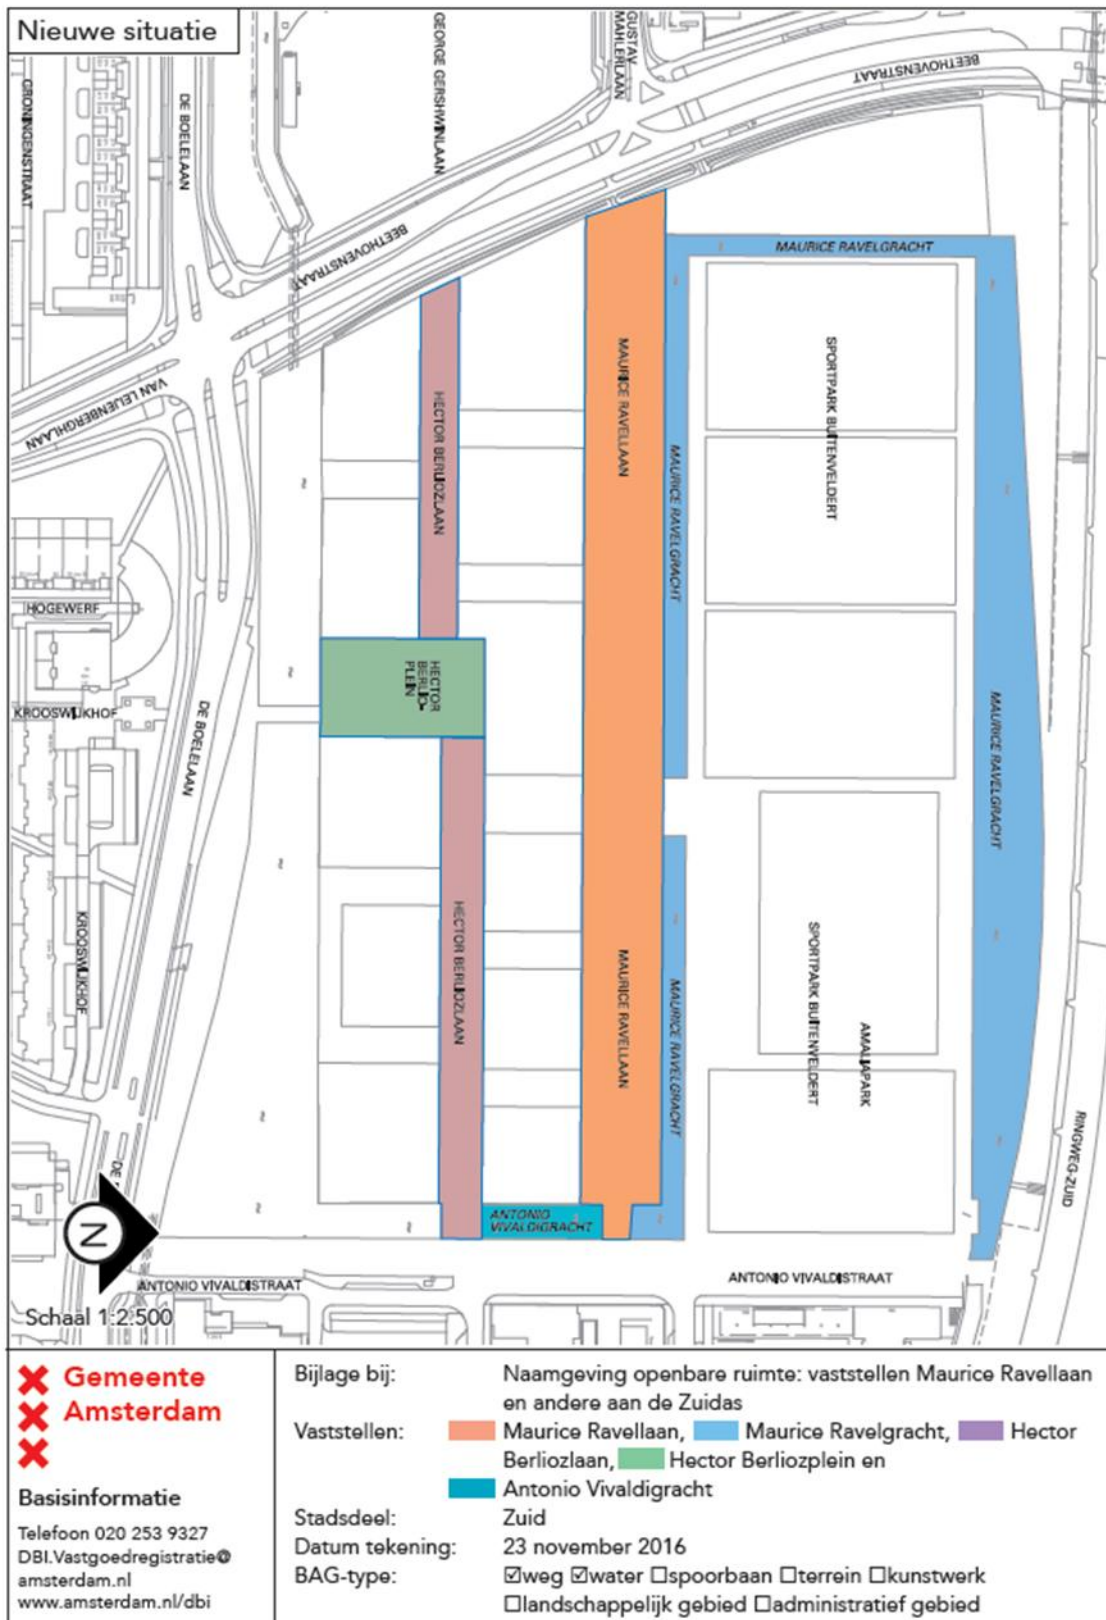 Nieuwe situatie
GRONINGENSTRAAT
DE BOELELAAN
GEORGE GERSHWINLAAN
GUSTAV
MAHLERLAAN
BEETHOVENSTRAAT
BEETHOVENSTRAAT
VAN LEIJENBERGHLAAN
MAURICE RAVELGRACHT
HECTOR BERLIOZLAAN
MAURICE RAVELLAAN
MAURICE RAVELGRACHT
SPORTPARK BUITENVELDERT
HOGEWERF
KROOSWIJKHOF
DE BOELELAAN
HECTOR
BERLIOZ-
PLEIN
MAURICE RAVELGRACHT
KROOSWIJKHOF
HECTOR BERLIOZLAAN
MAURICE RAVELLAAN
MAURICE RAVELGRACHT
SPORTPARK BUITENVELDERT
AMALIAPARK
RINGWEG-ZUID
ANTONIO
VIVALDIGRACHT
N
ANTONIO VIVALDISTRAAT
ANTONIO VIVALDISTRAAT
Schaal 1:2.500
Gemeente
Amsterdam
Basisinformatie
Telefoon 020 253 9327
DBI.Vastgoedregistratie@
amsterdam.nl
www.amsterdam.nl/dbi
Bijlage bij: Naamgeving openbare ruimte: vaststellen Maurice Ravellaan
en andere aan de Zuidas
Vaststellen: Maurice Ravellaan, Maurice Ravelgracht, Hector
Berliozlaan, Hector Berliozplein en
Antonio Vivaldigracht
Stadsdeel: Zuid
Datum tekening: 23 november 2016
BAG-type: ☑weg ☑water ☐spoorbaan ☐terrein ☐kunstwerk
☐landschappelijk gebied ☐administratief gebied